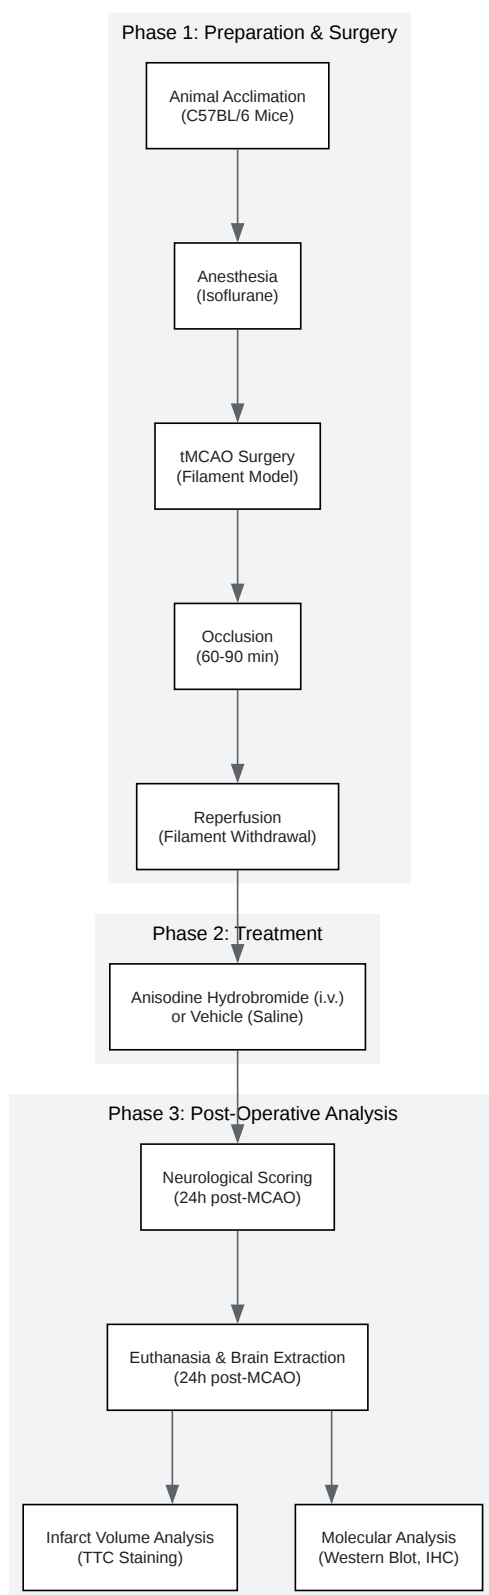 Phase 1: Preparation & Surgery
Animal Acclimation
(C57BL/6 Mice)
Anesthesia
(Isoflurane)
tMCAO Surgery
(Filament Model)
Occlusion
(60-90 min)
Reperfusion
(Filament Withdrawal)
Phase 2: Treatment
Anisodine Hydrobromide (i.v.)
or Vehicle (Saline)
Phase 3: Post-Operative Analysis
Neurological Scoring
(24h post-MCAO)
Euthanasia & Brain Extraction
(24h post-MCAO)
Infarct Volume Analysis
(TTC Staining)
Molecular Analysis
(Western Blot, IHC)